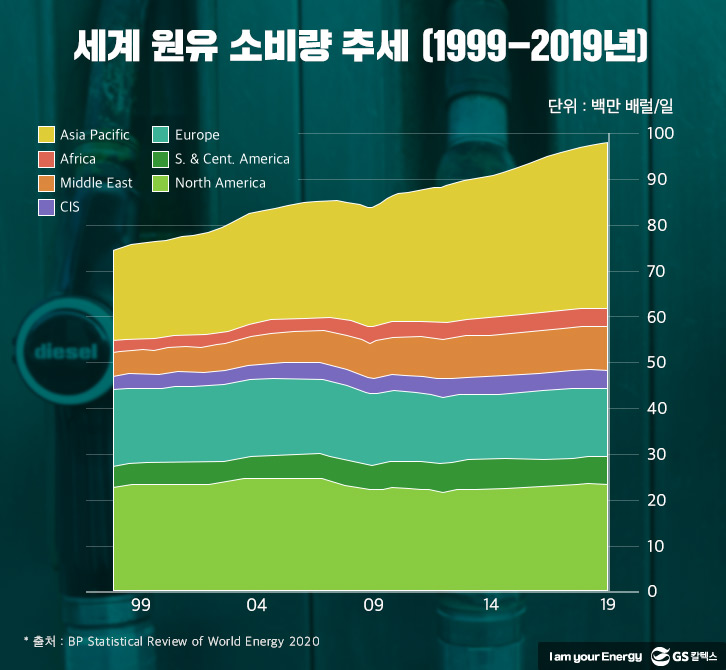 세계 원유 소비량 추세 (1999-2019년)
단위 : 백만 배럴/일
Asia Pacific
Africa
Middle East
CIS
Europe
S. & Cent. America
North America
100
90
80
70
60
50
40
30
20
10
0
99 04 09 14 19
diesel
* 출처 : BP Statistical Review of World Energy 2020
I am your Energy GS 칼텍스